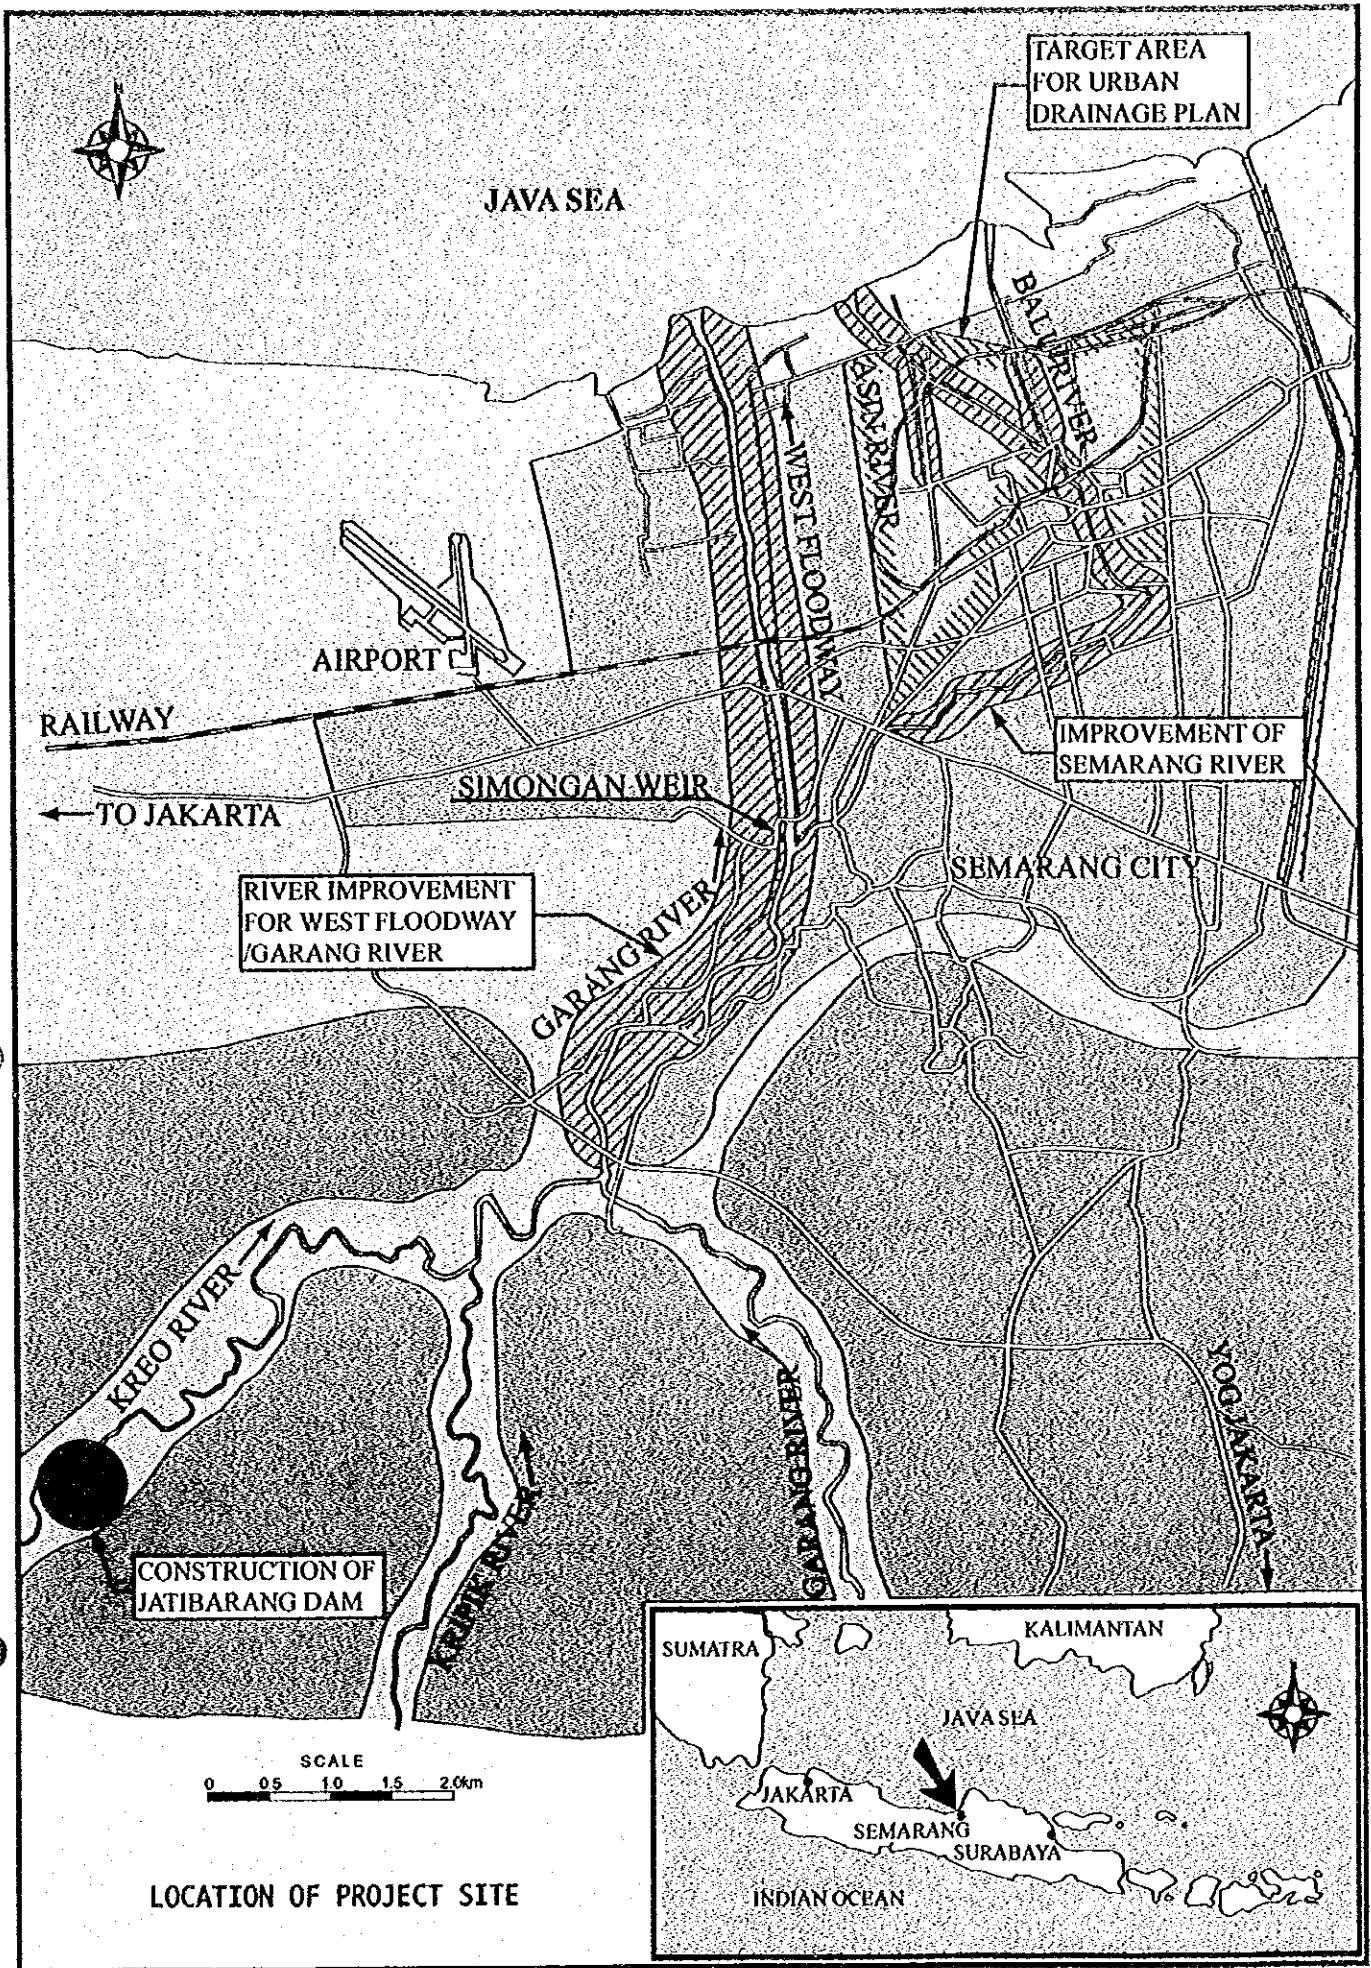 TARGET AREA
FOR URBAN
DRAINAGE PLAN
N
JAVA SEA
BALU RIVER
ASIN RIVER
WEST FLOODWAY
AIRPORT
RAILWAY
IMPROVEMENT OF
SEMARANG RIVER
SIMONGAN WEIR
TO JAKARTA
SEMARANG CITY
RIVER IMPROVEMENT
FOR WEST FLOODWAY
/GARANG RIVER
GARANG RIVER
KREO RIVER
YOGJAKARTA
GARANG RIVER
KRIPIK RIVER
CONSTRUCTION OF
JATIBARANG DAM
SUMATRA
KALIMANTAN
JAVA SEA
JAKARTA
SEMARANG
SURABAYA
INDIAN OCEAN
SCALE
0 0.5 1.0 1.5 2.0km
LOCATION OF PROJECT SITE